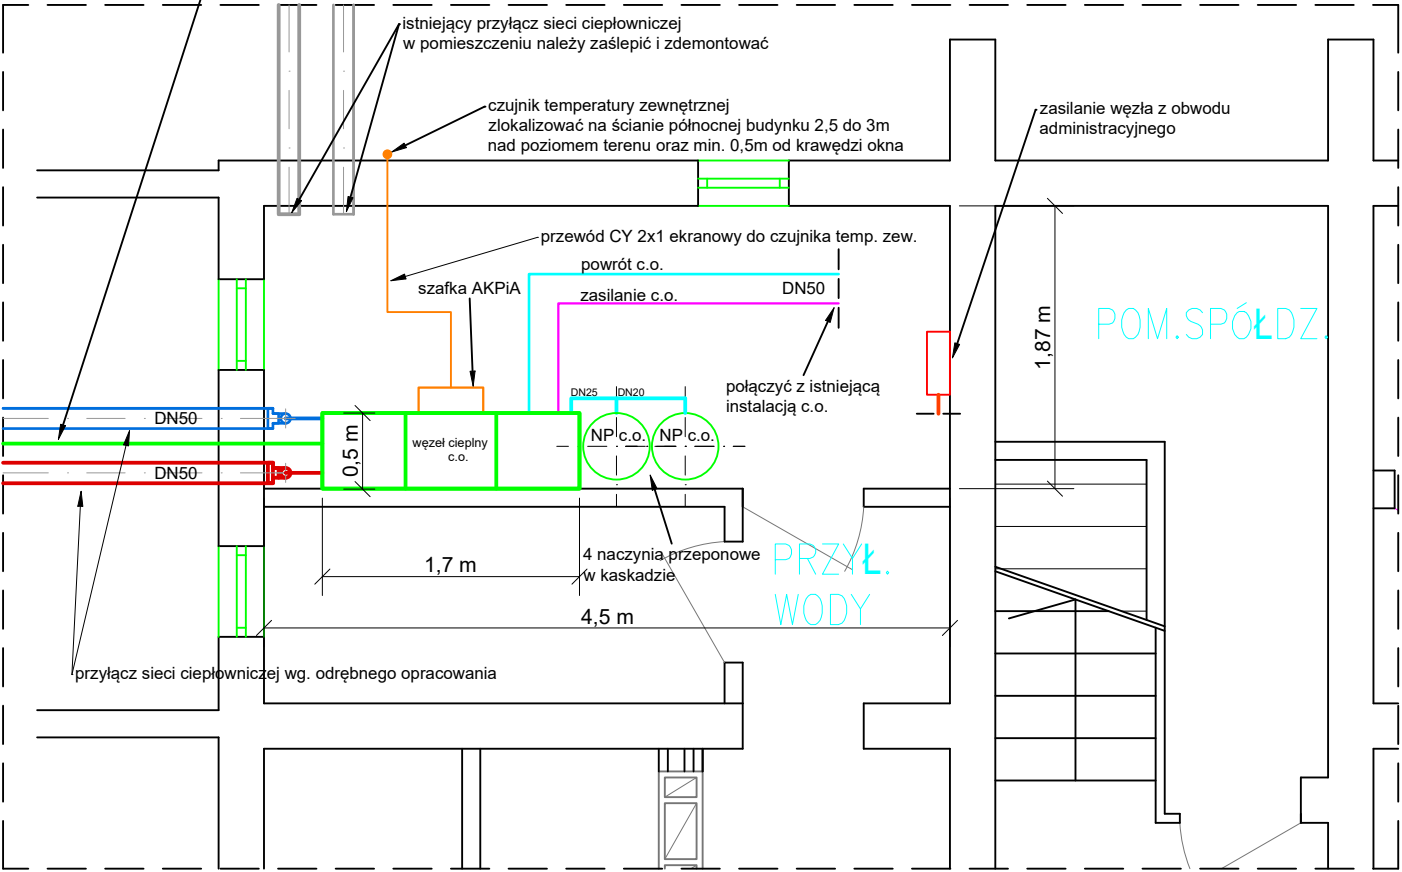 istniejący przyłącz sieci ciepłowniczej
w pomieszczeniu należy zaślepić i zdemontować
czujnik temperatury zewnętrznej
zlokalizować na ścianie północnej budynku 2,5 do 3m
nad poziomem terenu oraz min. 0,5m od krawędzi okna
zasilanie węzła z obwodu
administracyjnego
przewód CY 2x1 ekranowy do czujnika temp. zew.
powrót c.o.
szafka AKPiA
zasilanie c.o.
DN50
POM.SPÓŁDZ.
1,87 m
połączyć z istniejącą
instalacją c.o.
DN25
DN20
DN50
0,5 m
węzeł cieplny
c.o.
NP c.o.
NP c.o.
DN50
4 naczynia przeponowe
w kaskadzie
1,7 m
PRZYŁ.
WODY
4,5 m
przyłącz sieci ciepłowniczej wg. odrębnego opracowania